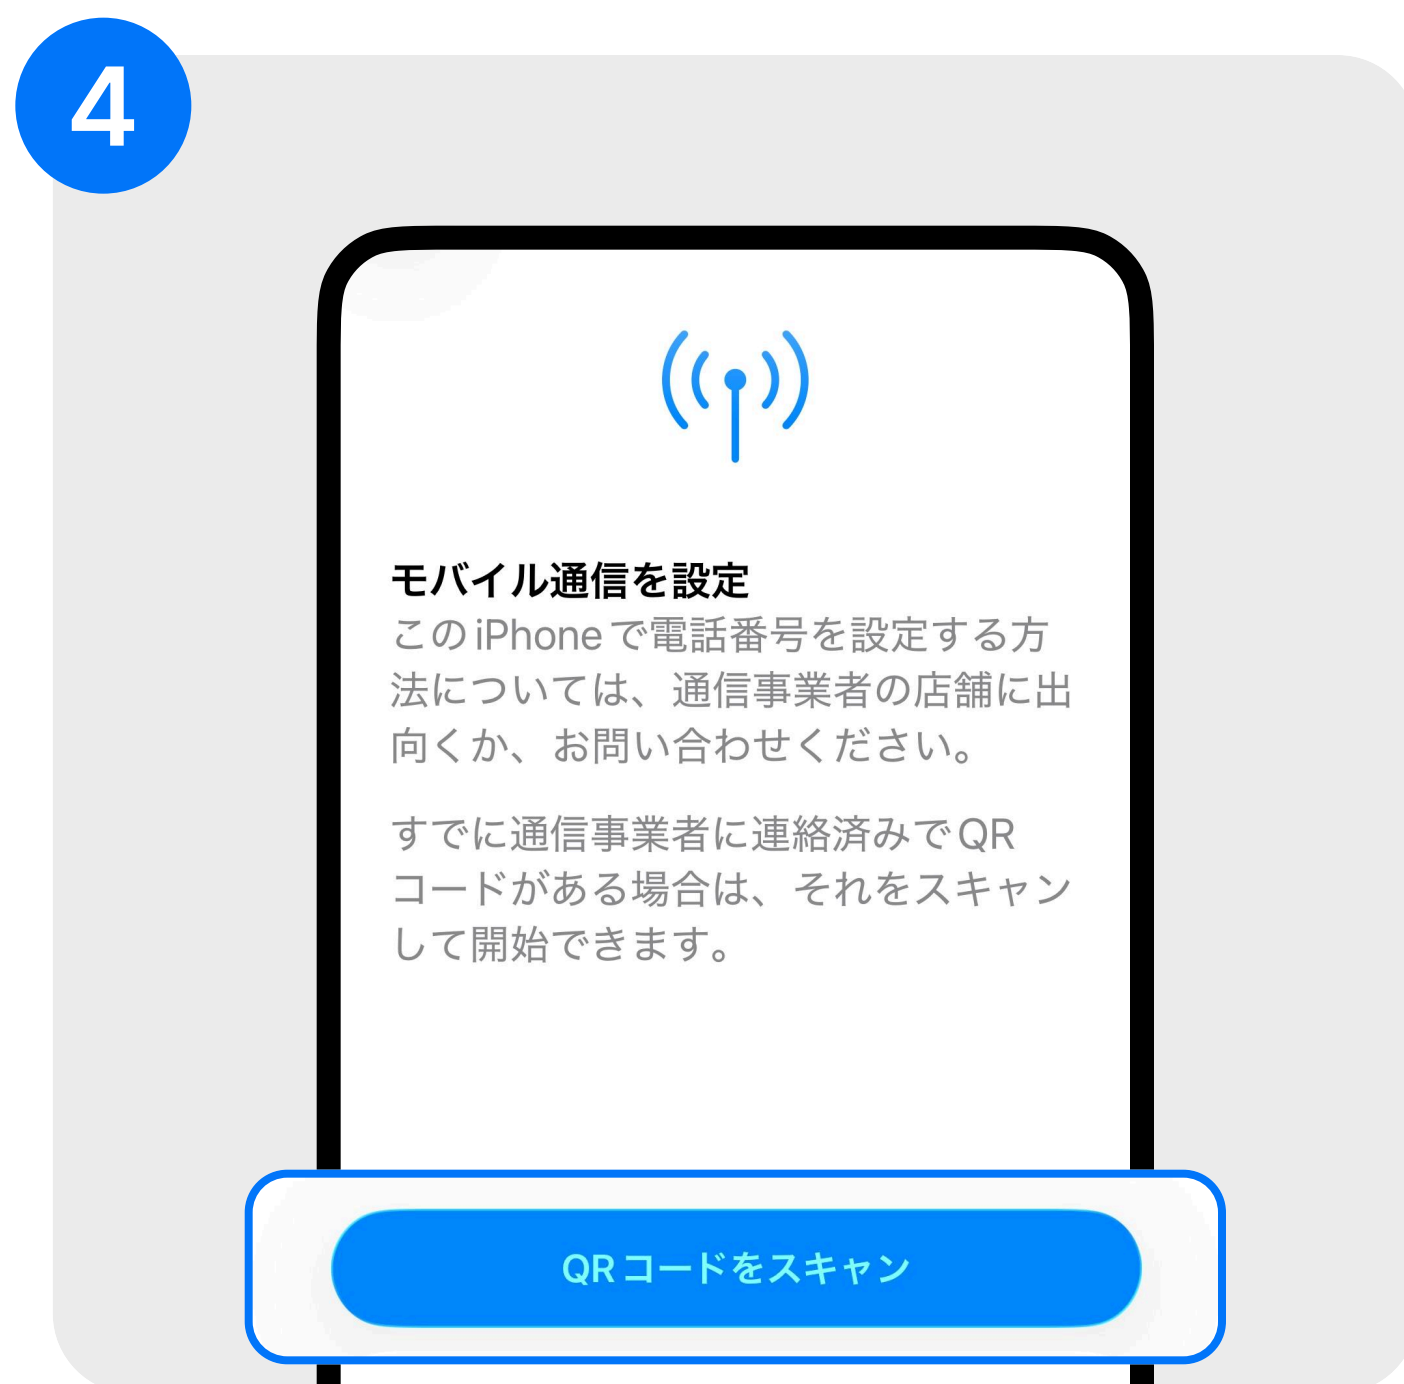 4
モバイル通信を設定
このiPhoneで電話番号を設定する方
法については、通信事業者の店舗に出
向くか、お問い合わせください。
すでに通信事業者に連絡済みでQR
コードがある場合は、それをスキャン
して開始できます。
QRコードをスキャン